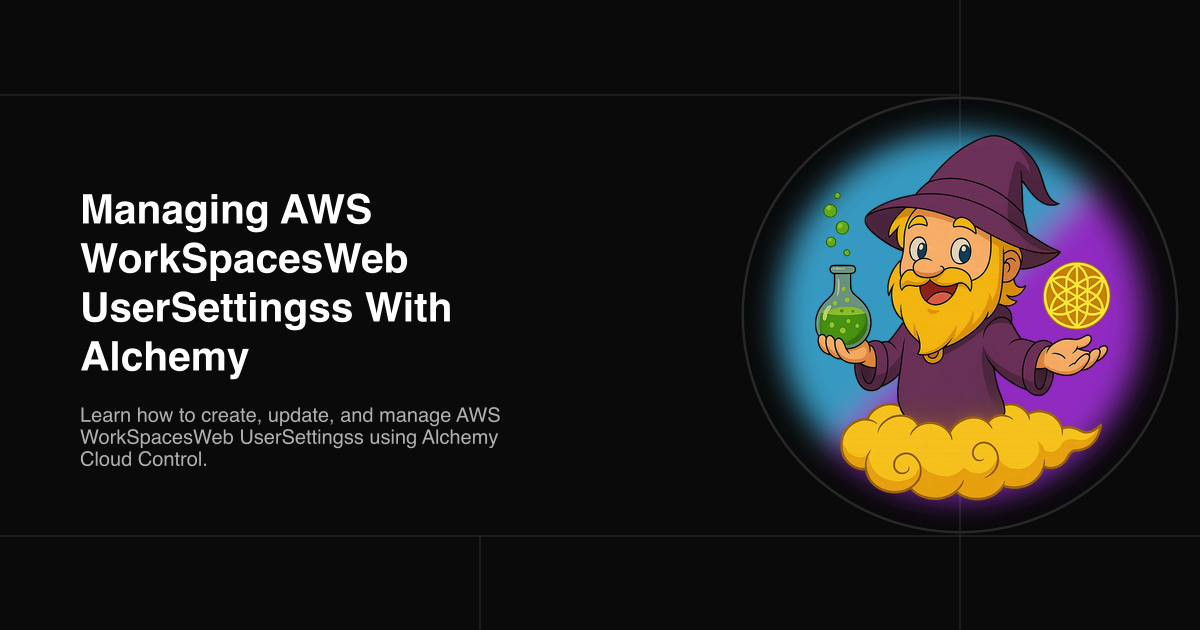 Managing AWS
WorkSpacesWeb
UserSettingss With
Alchemy
Learn how to create, update, and manage AWS
WorkSpacesWeb UserSettingss using Alchemy
Cloud Control.